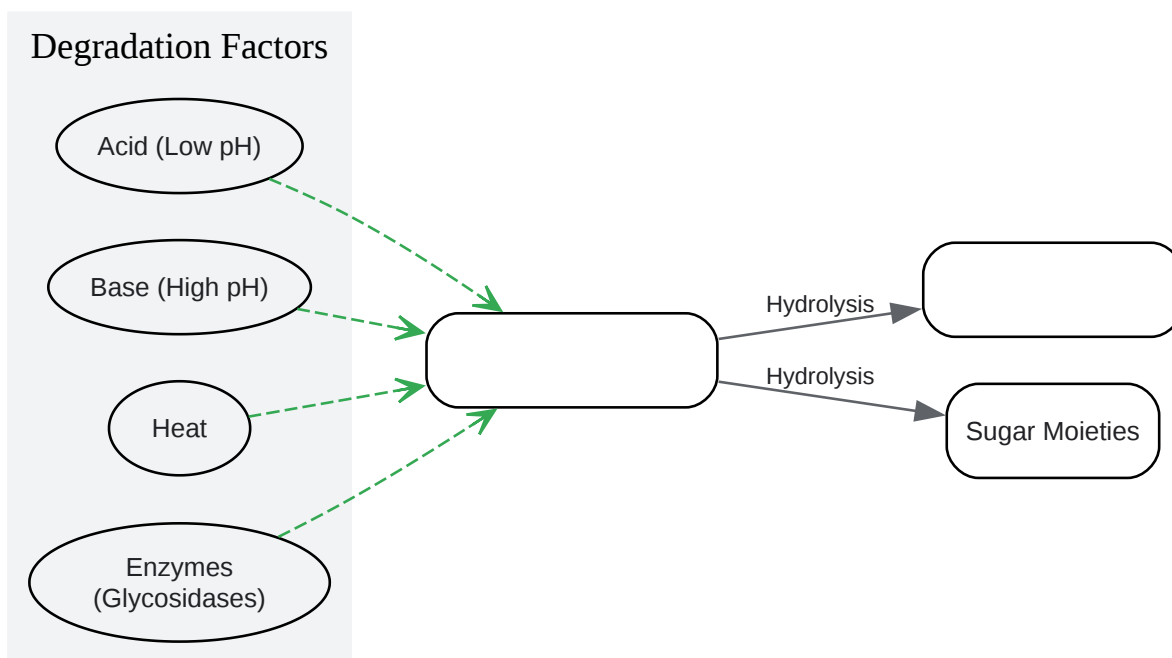 Degradation Factors
Acid (Low pH)
Base (High pH)
Heat
Enzymes
(Glycosidases)
Hydrolysis
Hydrolysis
Sugar Moieties